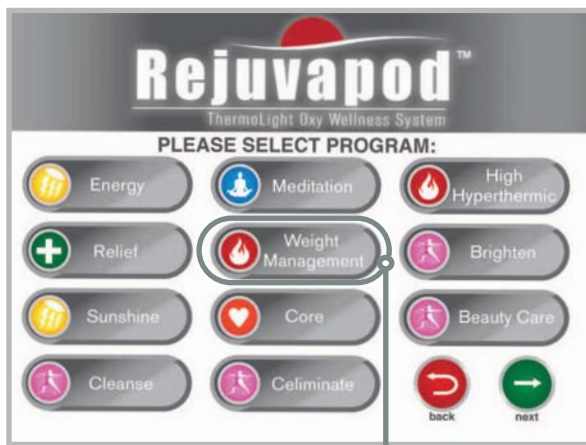 Rejuvapod™
ThermoLight Oxy Wellness System
PLEASE SELECT PROGRAM:
Energy
Meditation
High
Hyperthermic
Relief
Weight
Management
Brighten
Sunshine
Core
Beauty Care
Cleanse
Celiminate
back
next